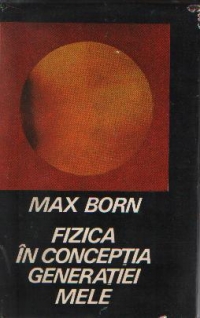 MAX BORN
FIZICA
ÎN CONCEPȚIA
GENERAȚIEI
MELE